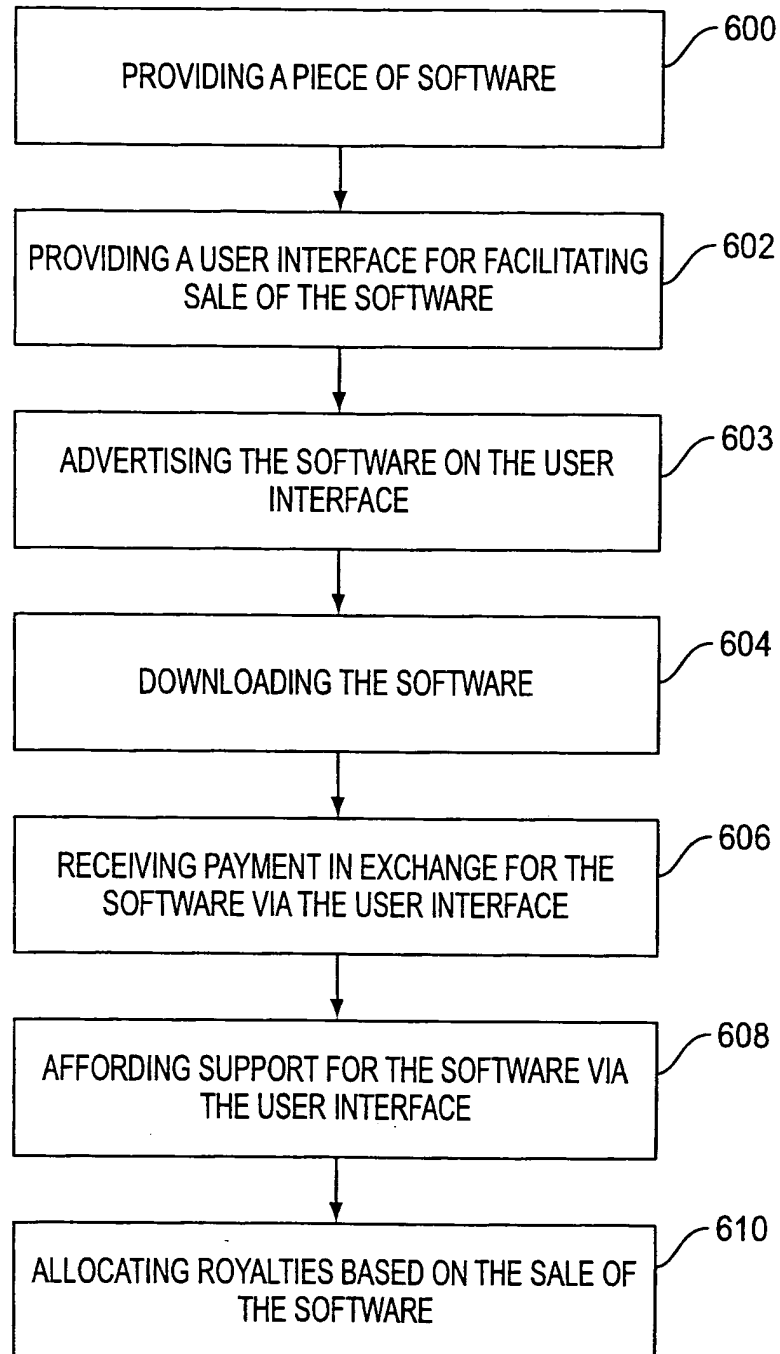 600
PROVIDING A PIECE OF SOFTWARE
602
PROVIDING A USER INTERFACE FOR FACILITATING
SALE OF THE SOFTWARE
603
ADVERTISING THE SOFTWARE ON THE USER
INTERFACE
604
DOWNLOADING THE SOFTWARE
606
RECEIVING PAYMENT IN EXCHANGE FOR THE
SOFTWARE VIA THE USER INTERFACE
608
AFFORDING SUPPORT FOR THE SOFTWARE VIA
THE USER INTERFACE
610
ALLOCATING ROYALTIES BASED ON THE SALE OF
THE SOFTWARE